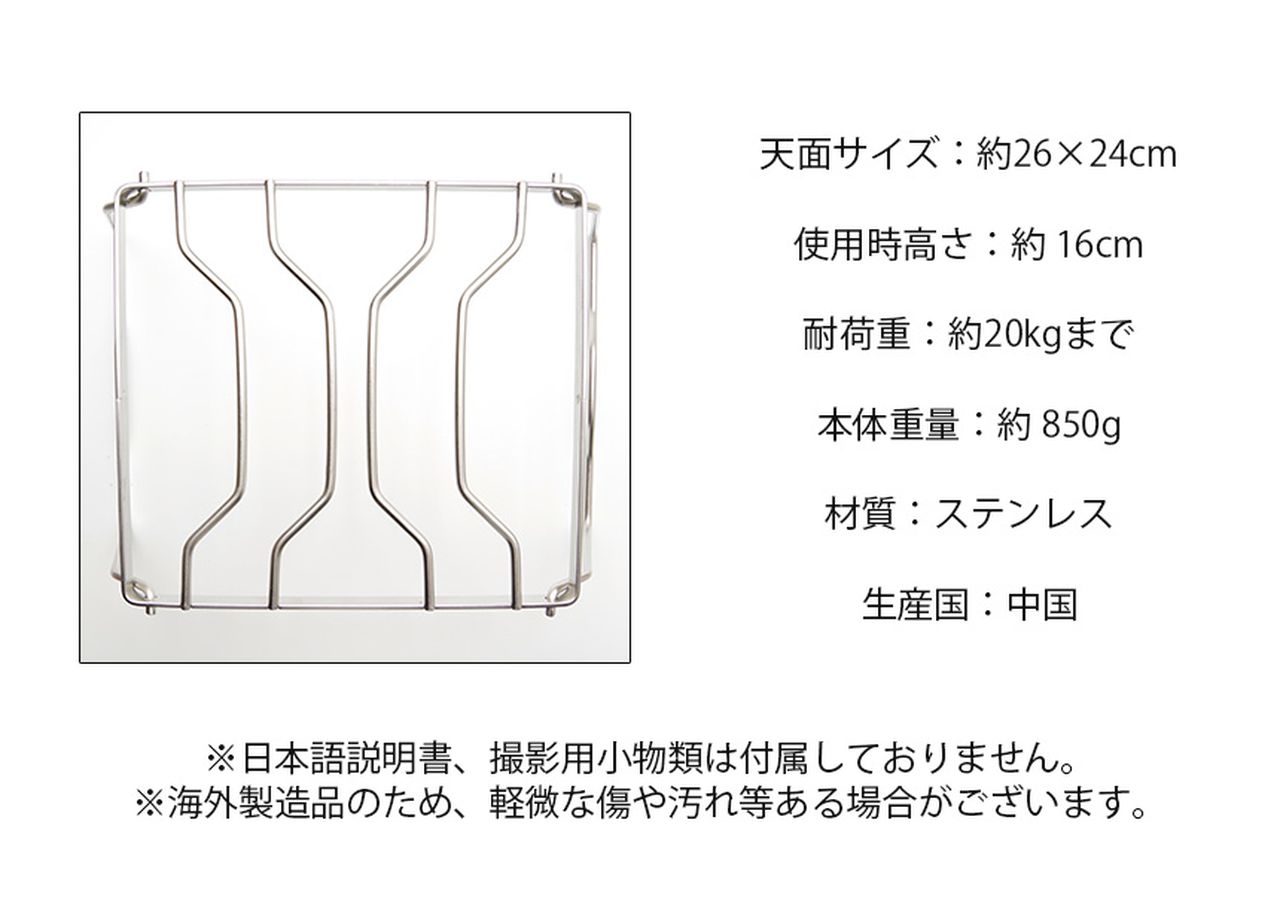 天面サイズ：約26×24cm
使用時高さ：約 16cm
耐荷重：約20kgまで
本体重量：約 850g
材質：ステンレス
生産国：中国
※日本語説明書、撮影用小物類は付属しておりません。
※海外製造品のため、軽微な傷や汚れ等ある場合がございます。